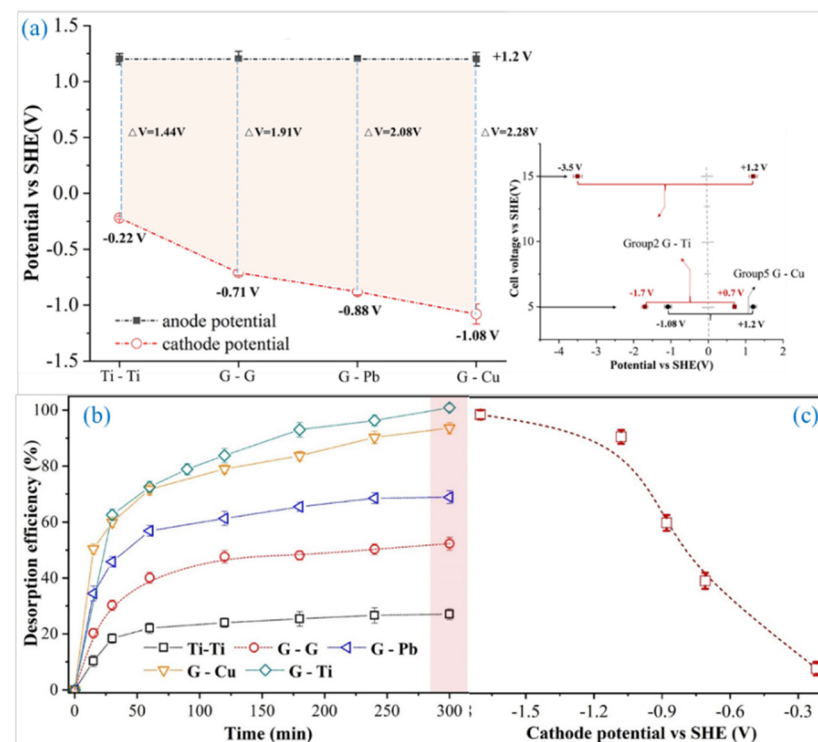 (a)
Potential vs SHE(V)
1.5
1.0
0.5
0.0
-0.5
-1.0
-1.5
+1.2 V
△V=1.44V
△V=1.91V
△V=2.08V
△V=2.28V
-0.22 V
-0.71 V
-0.88 V
-1.08 V
anode potential
cathode potential
Ti - Ti
G - G
G - Pb
G - Cu
Cell voltage vs SHE(V)
15
10
5
-3.5 V
+1.2 V
Group2 G - Ti
Group5 G - Cu
-1.7 V
+0.7 V
-1.08 V
+1.2 V
-4
-3
-2
-1
0
1
2
Potential vs SHE(V)
(b)
Desorption efficiency (%)
100
80
60
40
20
0
Ti-Ti
G - G
G - Pb
G - Cu
G - Ti
0
50
100
150
200
250
300
Time (min)
(c)
-1.5
-1.2
-0.9
-0.6
-0.3
Cathode potential vs SHE (V)